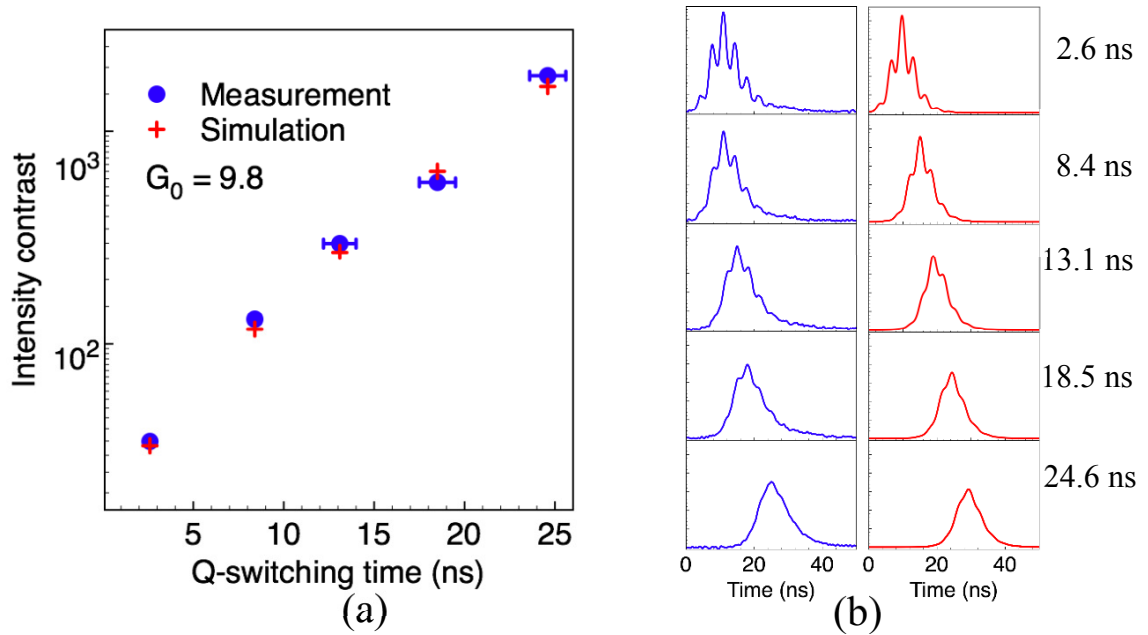 Measurement
Simulation
G₀ = 9.8
10³
10²
Intensity contrast
5 10 15 20 25
Q-switching time (ns)
(a)
2.6 ns
8.4 ns
13.1 ns
18.5 ns
24.6 ns
0 20 40 0 20 40
Time (ns) Time (ns)
(b)